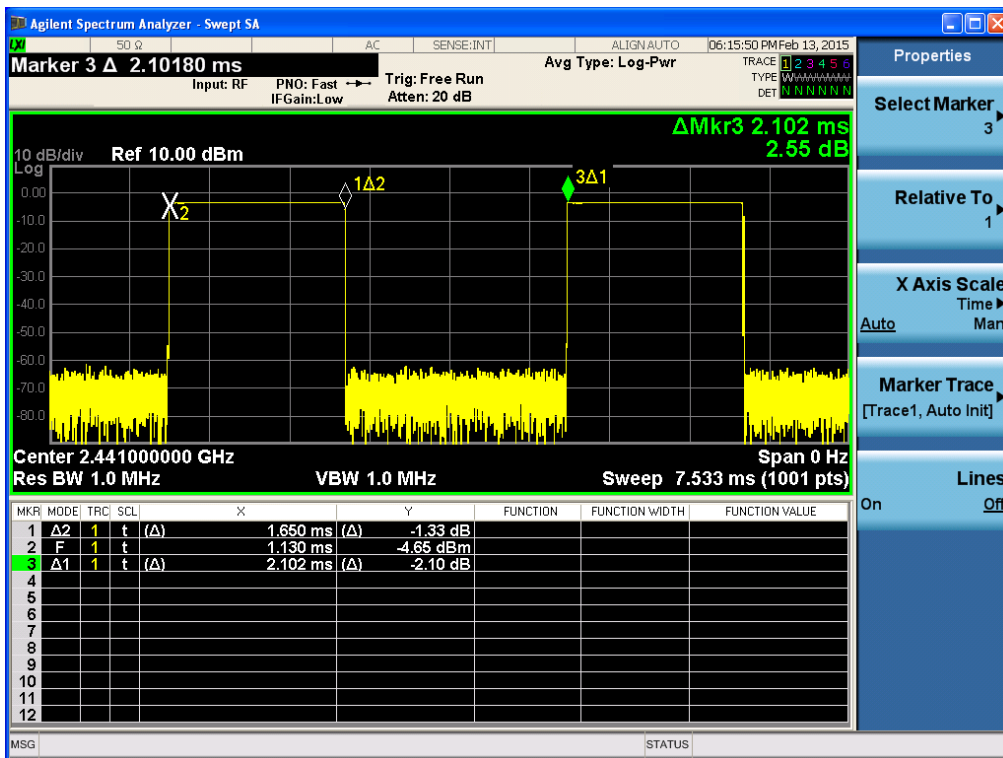 Agilent Spectrum Analyzer - Swept SA
LXI 50 Ω AC SENSE:INT ALIGN AUTO 06:15:50 PM Feb 13, 2015
Marker 3 Δ 2.10180 ms
Input: RF PNO: Fast IFGain:Low
Trig: Free Run
Atten: 20 dB
Avg Type: Log-Pwr
TRACE 1 2 3 4 5 6
TYPE
DET N N N N N N
ΔMkr3 2.102 ms
2.55 dB
10 dB/div Ref 10.00 dBm
Log
1Δ2
3Δ1
X2
0.00
-10.0
-20.0
-30.0
-40.0
-50.0
-60.0
-70.0
-80.0
Center 2.441000000 GHz Span 0 Hz
Res BW 1.0 MHz VBW 1.0 MHz Sweep 7.533 ms (1001 pts)
MKR MODE TRC SCL X Y FUNCTION FUNCTION WIDTH FUNCTION VALUE
1 Δ2 1 t (Δ) 1.650 ms (Δ) -1.33 dB
2 F 1 t 1.130 ms -4.65 dBm
3 Δ1 1 t (Δ) 2.102 ms (Δ) -2.10 dB
4
5
6
7
8
9
10
11
12
MSG STATUS
Properties
Select Marker
3
Relative To
1
X Axis Scale
Time
Auto Man
Marker Trace
[Trace1, Auto Init]
Lines
On Off